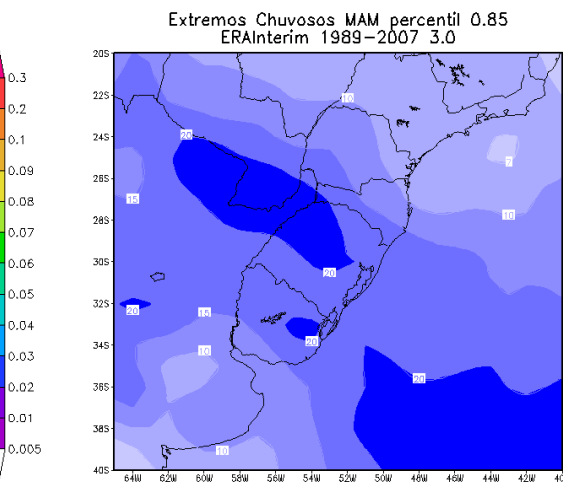 Extremos Chuvosos MAM percentil 0.85
ERAInterim 1989–2007 3.0
0.3
0.2
0.1
0.09
0.08
0.07
0.06
0.05
0.04
0.03
0.02
0.01
0.005
20S
22S
24S
26S
28S
30S
32S
34S
36S
38S
40S
10
20
7
15
10
20
20
15
20
10
20
10
64W
62W
60W
58W
56W
54W
52W
50W
48W
46W
44W
42W
40